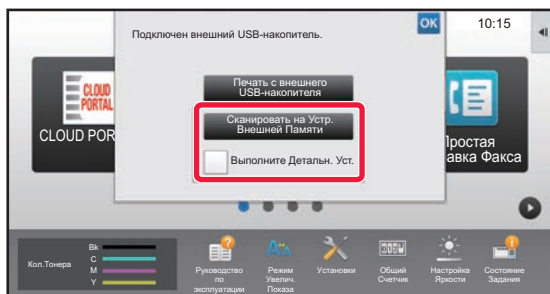 Подключен внешний USB-накопитель.
OK
10:15
Печать с внешнего
USB-накопителя
Сканировать на Устр.
Внешней Памяти
Выполните Детальн. Уст.
CLOUD
PORTAL
CLOUD POR
Простая
авка Факса
Кол.Тонера
Bk
C
M
Y
Руководство
по
эксплуатации
Режим
Увелич.
Показа
Установки
Общий
Счетчик
Настройка
Яркости
Состояние
Задания